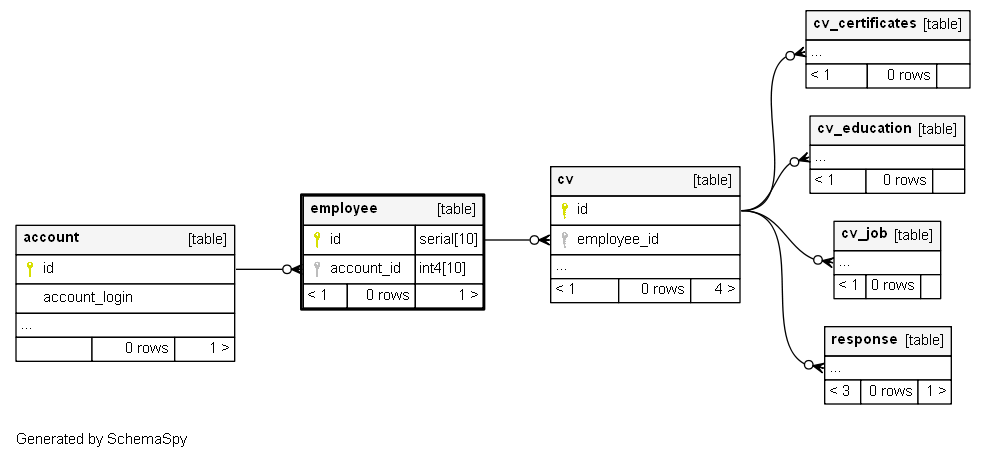 account [table]
id
account_login
...
0 rows 1 >
employee [table]
id serial[10]
account_id int4[10]
< 1 0 rows 1 >
cv [table]
id
employee_id
...
< 1 0 rows 4 >
cv_certificates [table]
...
< 1 0 rows
cv_education [table]
...
< 1 0 rows
cv_job [table]
...
< 1 0 rows
response [table]
...
< 3 0 rows 1 >
Generated by SchemaSpy